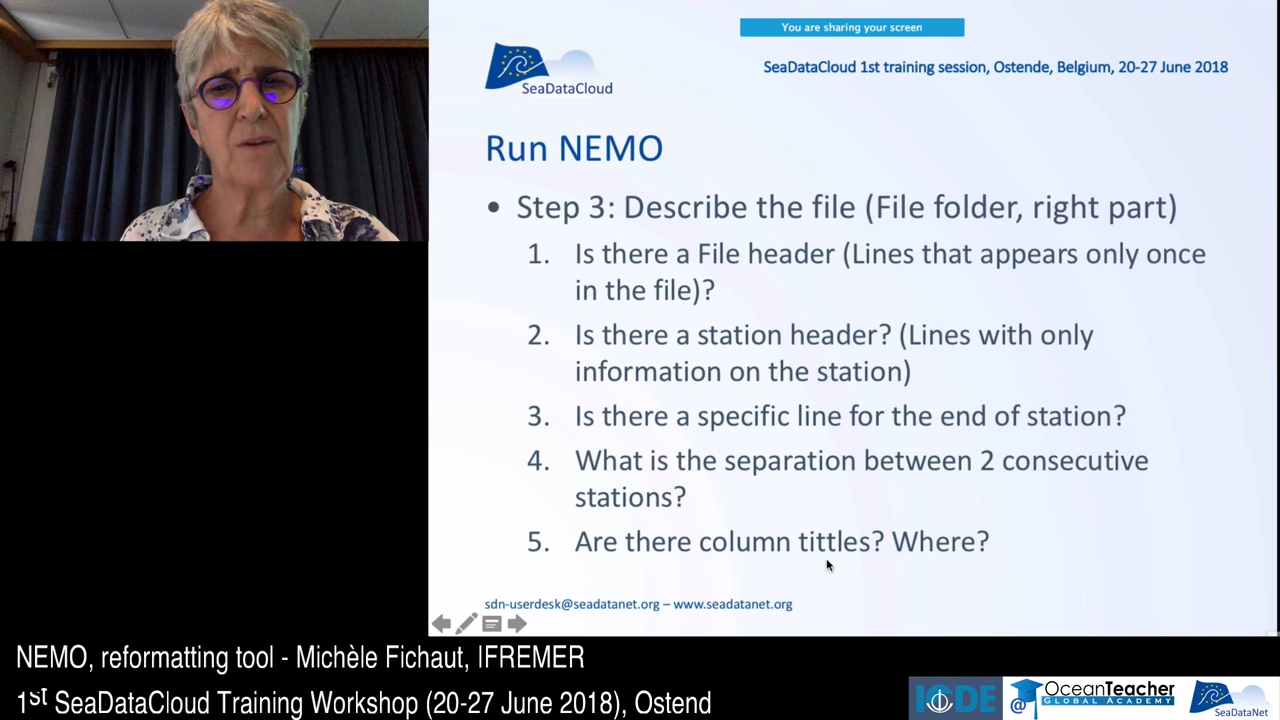 You are sharing your screen
SeaDataCloud
SeaDataCloud 1st training session, Ostende, Belgium, 20-27 June 2018
Run NEMO
• Step 3: Describe the file (File folder, right part)
1. Is there a File header (Lines that appears only once
in the file)?
2. Is there a station header? (Lines with only
information on the station)
3. Is there a specific line for the end of station?
4. What is the separation between 2 consecutive
stations?
5. Are there column tittles? Where?
sdn-userdesk@seadatanet.org – www.seadatanet.org
NEMO, reformatting tool - Michèle Fichaut, IFREMER
1st SeaDataCloud Training Workshop (20-27 June 2018), Ostend
IODE
OceanTeacher
GLOBAL ACADEMY
SeaDataNet